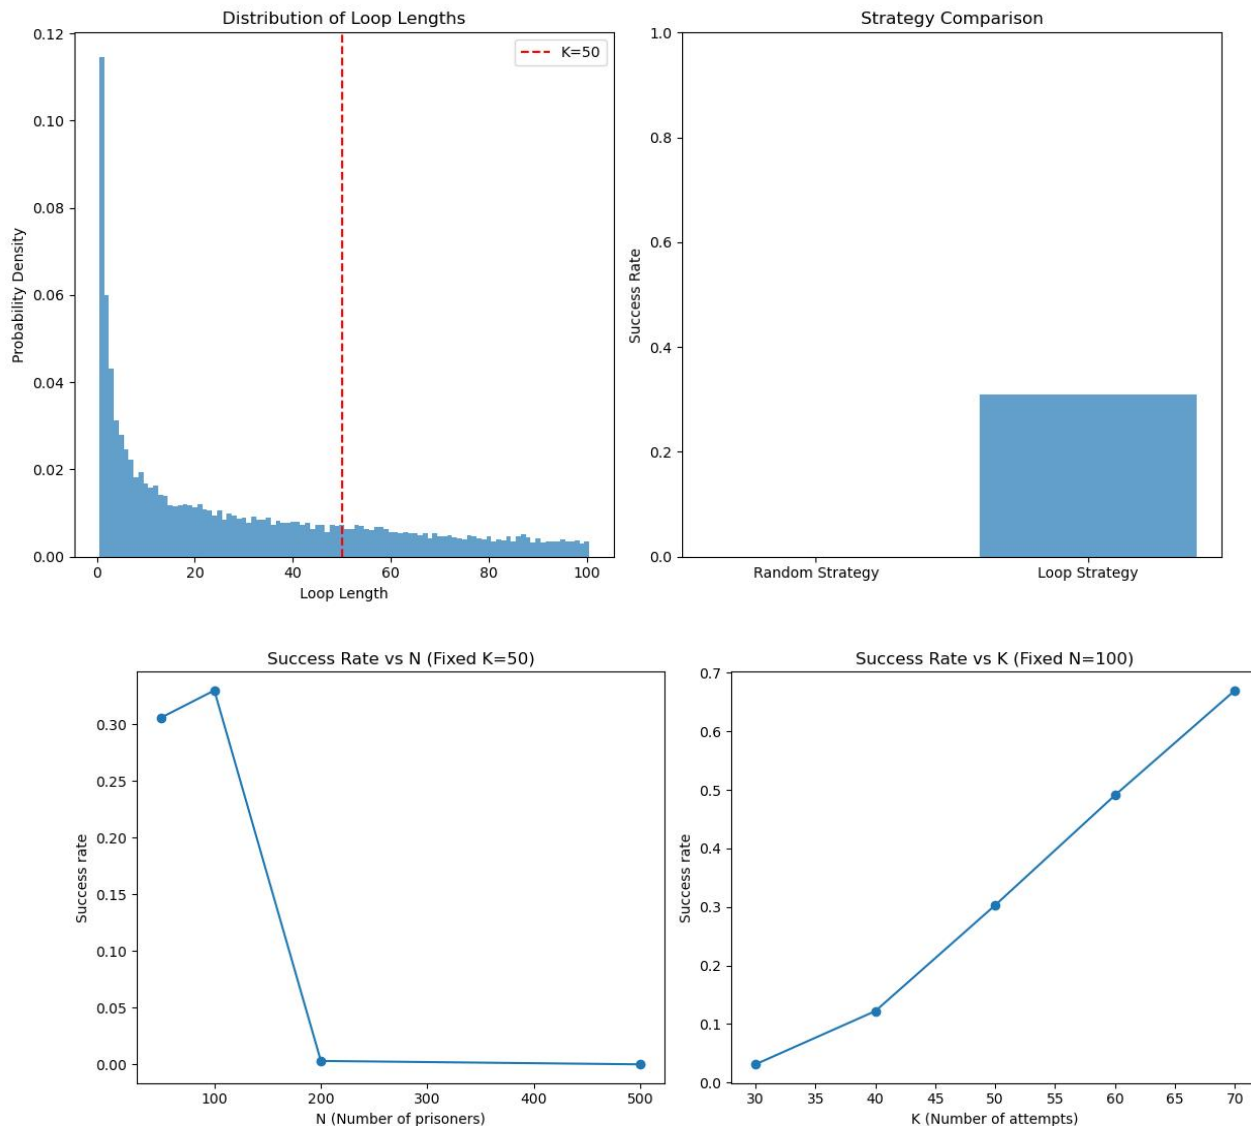 Distribution of Loop Lengths
K=50
0.12
0.10
0.08
0.06
0.04
0.02
0.00
Probability Density
0 20 40 60 80 100
Loop Length
Strategy Comparison
1.0
0.8
0.6
0.4
0.2
0.0
Success Rate
Random Strategy Loop Strategy
Success Rate vs N (Fixed K=50)
0.30
0.25
0.20
0.15
0.10
0.05
0.00
Success rate
100 200 300 400 500
N (Number of prisoners)
Success Rate vs K (Fixed N=100)
0.7
0.6
0.5
0.4
0.3
0.2
0.1
0.0
Success rate
30 35 40 45 50 55 60 65 70
K (Number of attempts)